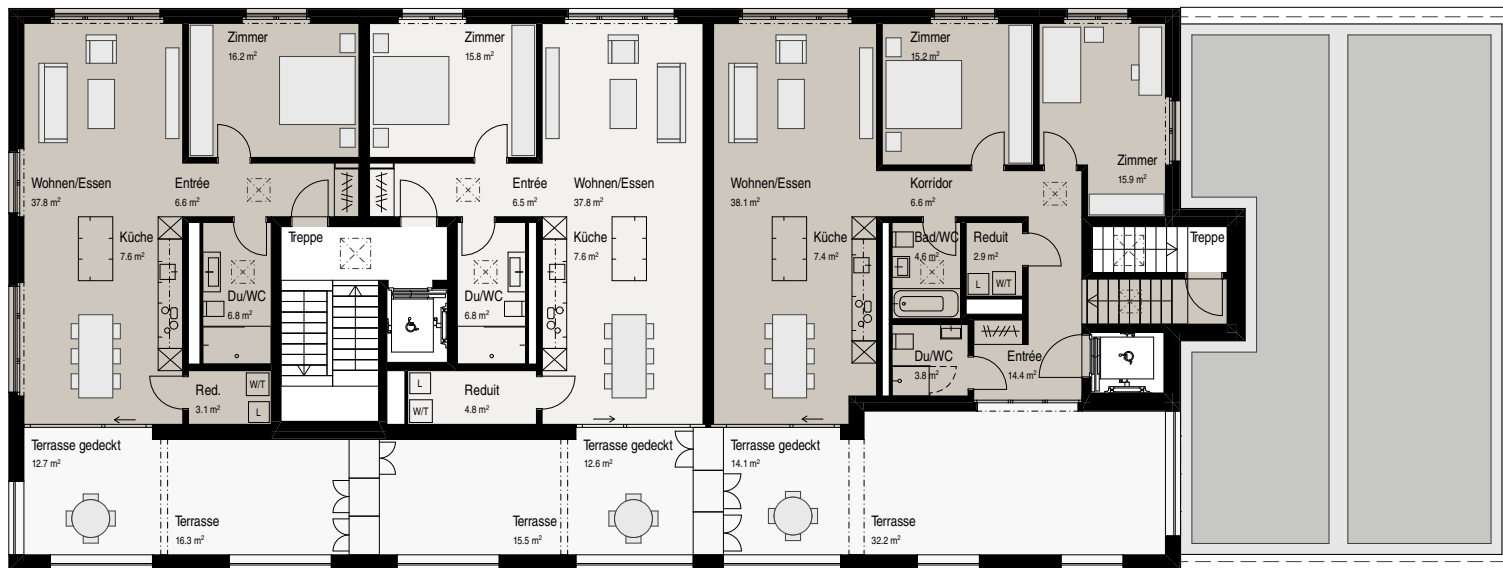 Zimmer
16.2 m²
Zimmer
15.8 m²
Zimmer
15.2 m²
Zimmer
15.9 m²
Wohnen/Essen
37.8 m²
Entrée
6.6 m²
Entrée
6.5 m²
Wohnen/Essen
37.8 m²
Wohnen/Essen
38.1 m²
Korridor
6.6 m²
Küche
7.6 m²
Treppe
Küche
7.6 m²
Küche
7.4 m²
Bad/WC
4.6 m²
Reduit
2.9 m²
L
W/T
Treppe
Du/WC
6.8 m²
Du/WC
6.8 m²
Du/WC
3.8 m²
Entrée
14.4 m²
Red.
3.1 m²
W/T
L
L
W/T
Reduit
4.8 m²
Terrasse gedeckt
12.7 m²
Terrasse gedeckt
12.6 m²
Terrasse gedeckt
14.1 m²
Terrasse
16.3 m²
Terrasse
15.5 m²
Terrasse
32.2 m²